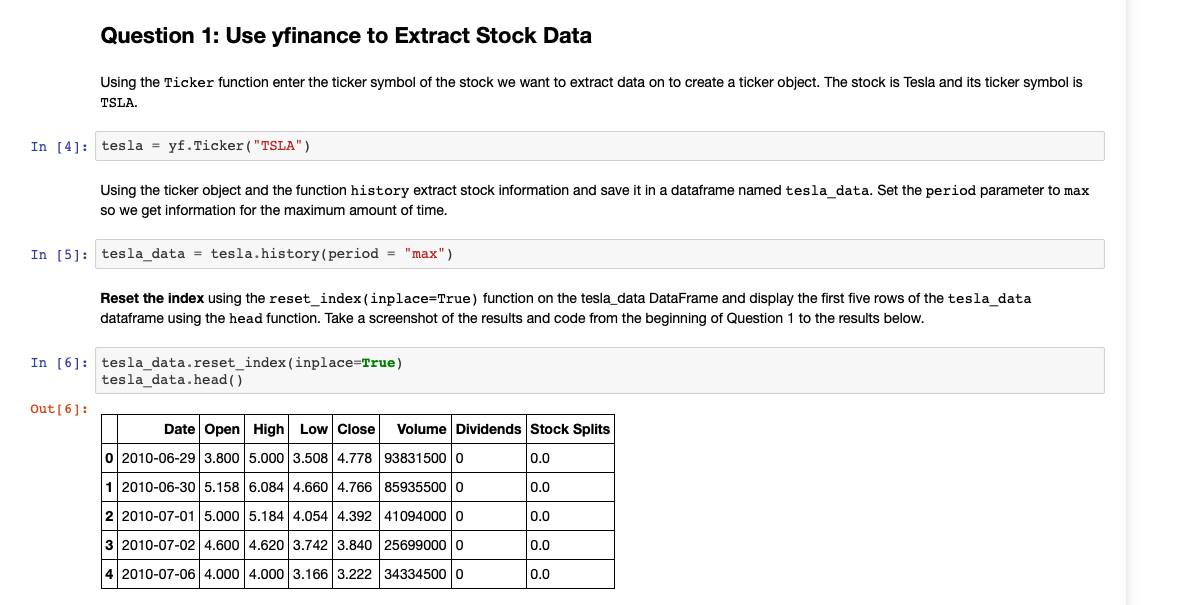 Question 1: Use yfinance to Extract Stock Data
Using the Ticker function enter the ticker symbol of the stock we want to extract data on to create a ticker object. The stock is Tesla and its ticker symbol is
TSLA.
In [4]: tesla = yf.Ticker("TSLA")
Using the ticker object and the function history extract stock information and save it in a dataframe named tesla_data. Set the period parameter to max
so we get information for the maximum amount of time.
In [5]: tesla_data = tesla.history(period = "max")
Reset the index using the reset_index(inplace=True) function on the tesla_data DataFrame and display the first five rows of the tesla_data
dataframe using the head function. Take a screenshot of the results and code from the beginning of Question 1 to the results below.
In [6]: tesla_data.reset_index(inplace=True)
tesla_data.head()
Out[6]:
Date Open High Low Close Volume Dividends Stock Splits
0 2010-06-29 3.800 5.000 3.508 4.778 93831500 0 0.0
1 2010-06-30 5.158 6.084 4.660 4.766 85935500 0 0.0
2 2010-07-01 5.000 5.184 4.054 4.392 41094000 0 0.0
3 2010-07-02 4.600 4.620 3.742 3.840 25699000 0 0.0
4 2010-07-06 4.000 4.000 3.166 3.222 34334500 0 0.0